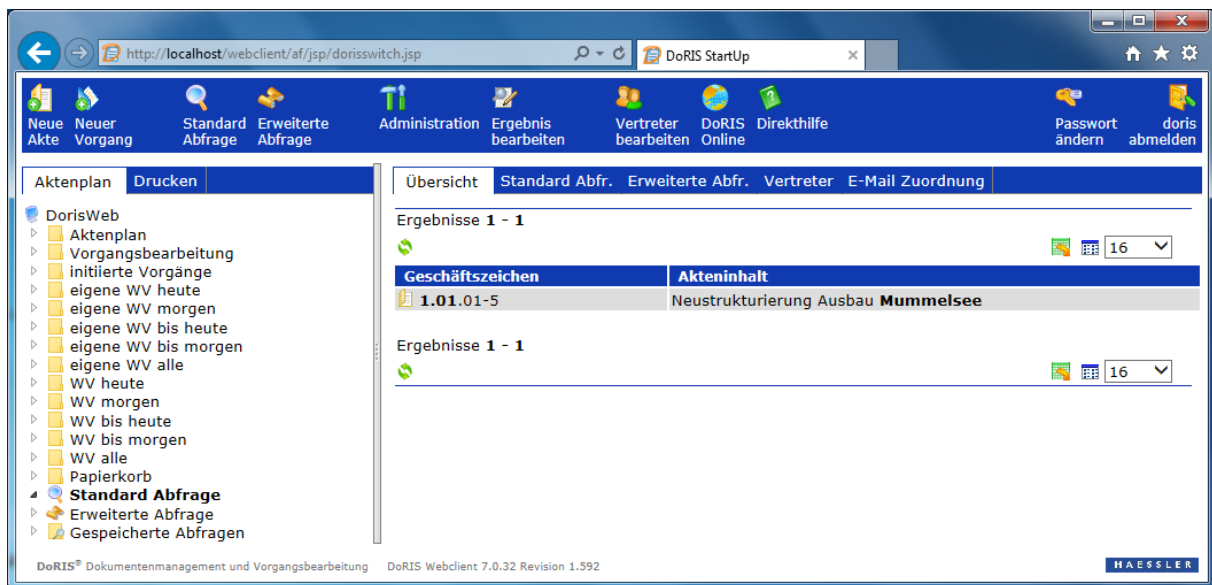 http://localhost/webclient/af/jsp/dorisswitch.jsp
DoRIS StartUp
Neue Akte
Neuer Vorgang
Standard Abfrage
Erweiterte Abfrage
Administration
Ergebnis bearbeiten
Vertreter bearbeiten
DoRIS Online
Direkthilfe
Passwort ändern
doris abmelden
Aktenplan Drucken
DorisWeb
Aktenplan
Vorgangsbearbeitung
initiierte Vorgänge
eigene WV heute
eigene WV morgen
eigene WV bis heute
eigene WV bis morgen
eigene WV alle
WV heute
WV morgen
WV bis heute
WV bis morgen
WV alle
Papierkorb
Standard Abfrage
Erweiterte Abfrage
Gespeicherte Abfragen
Übersicht Standard Abfr. Erweiterte Abfr. Vertreter E-Mail Zuordnung
Ergebnisse 1 - 1
16
Geschäftszeichen Akteninhalt
1.01.01-5 Neustrukturierung Ausbau Mummelsee
Ergebnisse 1 - 1
16
DoRIS® Dokumentenmanagement und Vorgangsbearbeitung DoRIS Webclient 7.0.32 Revision 1.592
HAESSLER